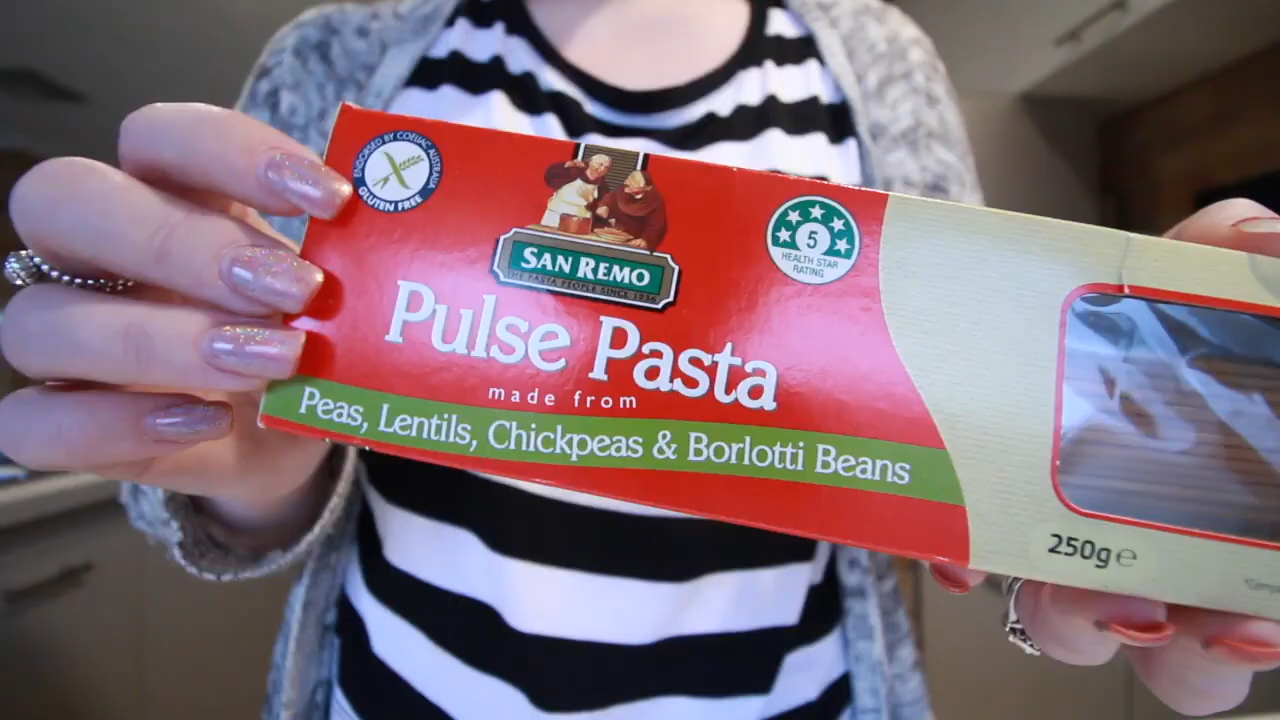 ENDORSED BY COELIAC AUSTRALIA
GLUTEN FREE
SAN REMO
THE PASTA PEOPLE SINCE 1936
5
HEALTH STAR
RATING
Pulse Pasta
made from
Peas, Lentils, Chickpeas & Borlotti Beans
250g e